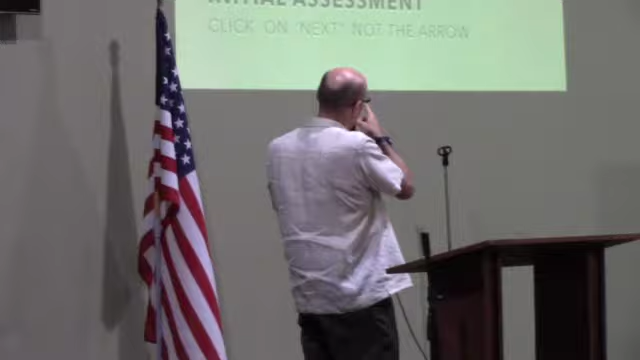 INITIAL ASSESSMENT
CLICK ON "NEXT" NOT THE ARROW